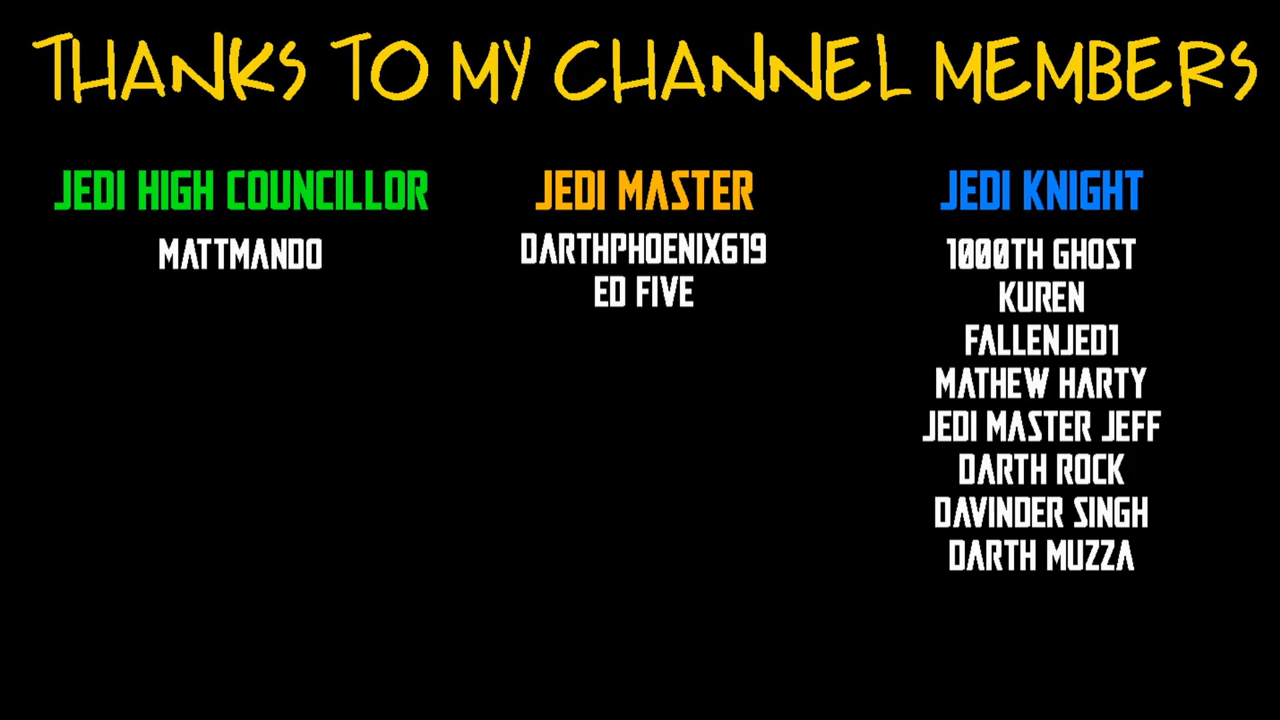 THANKS TO MY CHANNEL MEMBERS
JEDI HIGH COUNCILLOR
MATTMANDO
JEDI MASTER
DARTHPHOENIX619
ED FIVE
JEDI KNIGHT
1000TH GHOST
KUREN
FALLENJED1
MATHEW HARTY
JEDI MASTER JEFF
DARTH ROCK
DAVINDER SINGH
DARTH MUZZA